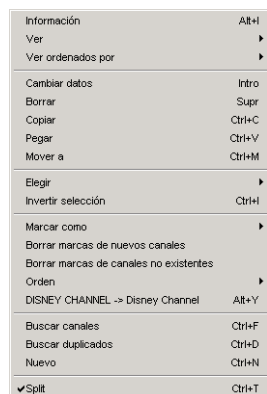 Información Alt+I
Ver
Ver ordenados por
Cambiar datos Intro
Borrar Supr
Copiar Ctrl+C
Pegar Ctrl+V
Mover a Ctrl+M
Elegir
Invertir selección Ctrl+I
Marcar como
Borrar marcas de nuevos canales
Borrar marcas de canales no existentes
Orden
DISNEY CHANNEL -> Disney Channel Alt+Y
Buscar canales Ctrl+F
Buscar duplicados Ctrl+D
Nuevo Ctrl+N
Split Ctrl+T